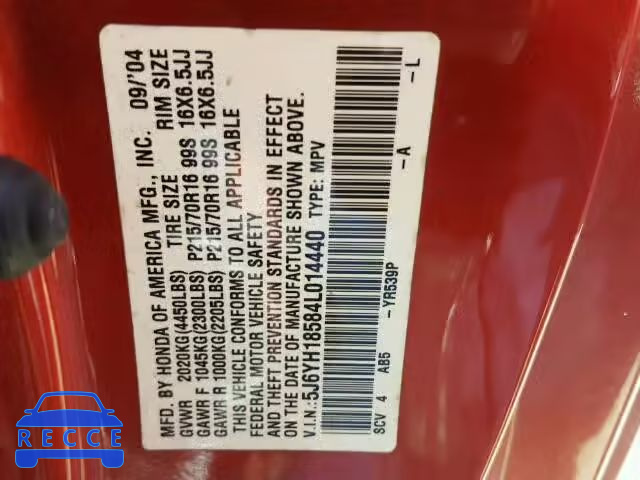 MFD. BY HONDA OF AMERICA MFG., INC. 09/'04
GVWR 2020KG(4450LBS) TIRE SIZE RIM SIZE
GAWR F 1045KG(2300LBS) P215/70R16 99S 16X6.5JJ
GAWR R 1000KG(2205LBS) P215/70R16 99S 16X6.5JJ
THIS VEHICLE CONFORMS TO ALL APPLICABLE
FEDERAL MOTOR VEHICLE SAFETY
AND THEFT PREVENTION STANDARDS IN EFFECT
ON THE DATE OF MANUFACTURE SHOWN ABOVE.
V.I.N.:5J6YH18584L014440 TYPE: MPV
SCV 4 AB5 -YR539P -A -L
RECCE